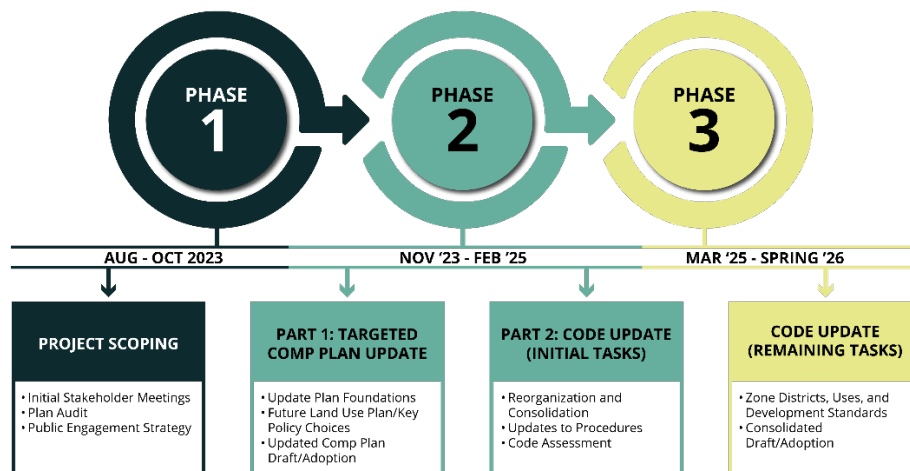 PHASE
1
PHASE
2
PHASE
3
AUG - OCT 2023
NOV ‘23 - FEB ’25
MAR ‘25 - SPRING ’26
PROJECT SCOPING
• Initial Stakeholder Meetings
• Plan Audit
• Public Engagement Strategy
PART 1: TARGETED
COMP PLAN UPDATE
• Update Plan Foundations
• Future Land Use Plan/Key
Policy Choices
• Updated Comp Plan
Draft/Adoption
PART 2: CODE UPDATE
(INITIAL TASKS)
• Reorganization and
Consolidation
• Updates to Procedures
• Code Assessment
CODE UPDATE
(REMAINING TASKS)
• Zone Districts, Uses, and
Development Standards
• Consolidated
Draft/Adoption